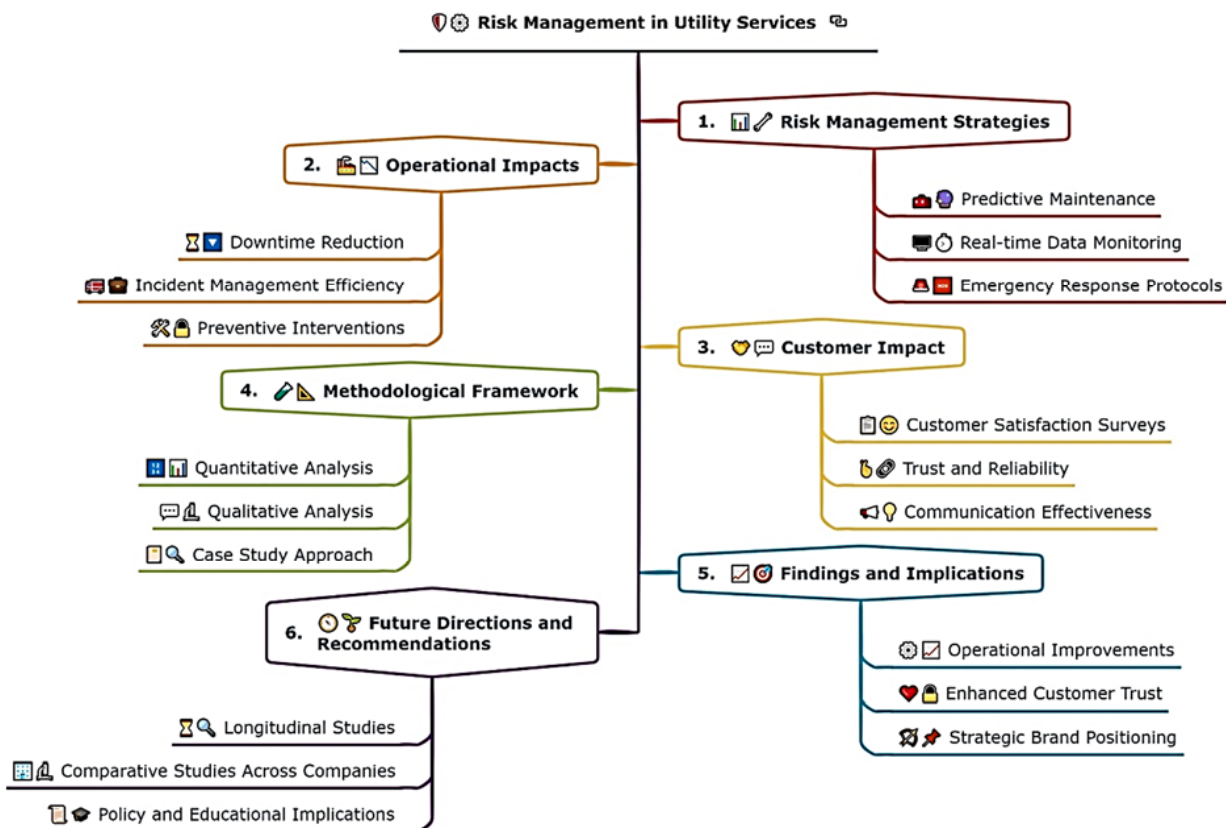 Risk Management in Utility Services
1. Risk Management Strategies
Predictive Maintenance
Real-time Data Monitoring
Emergency Response Protocols
2. Operational Impacts
Downtime Reduction
Incident Management Efficiency
Preventive Interventions
3. Customer Impact
Customer Satisfaction Surveys
Trust and Reliability
Communication Effectiveness
4. Methodological Framework
Quantitative Analysis
Qualitative Analysis
Case Study Approach
5. Findings and Implications
Operational Improvements
Enhanced Customer Trust
Strategic Brand Positioning
6. Future Directions and
Recommendations
Longitudinal Studies
Comparative Studies Across Companies
Policy and Educational Implications